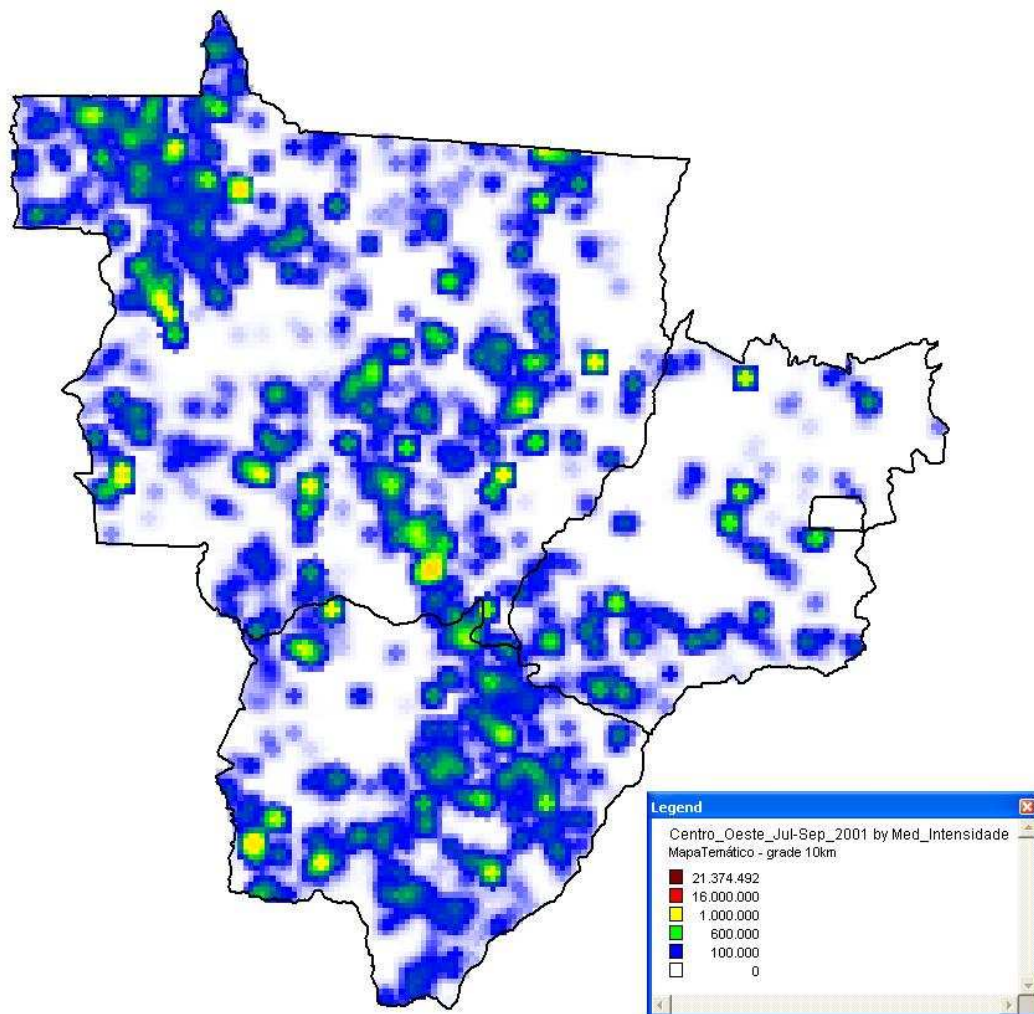 Legend
Centro_Oeste_Jul-Sep_2001 by Med_Intensidade
MapaTemático - grade 10km
21.374.492
16.000.000
1.000.000
600.000
100.000
0